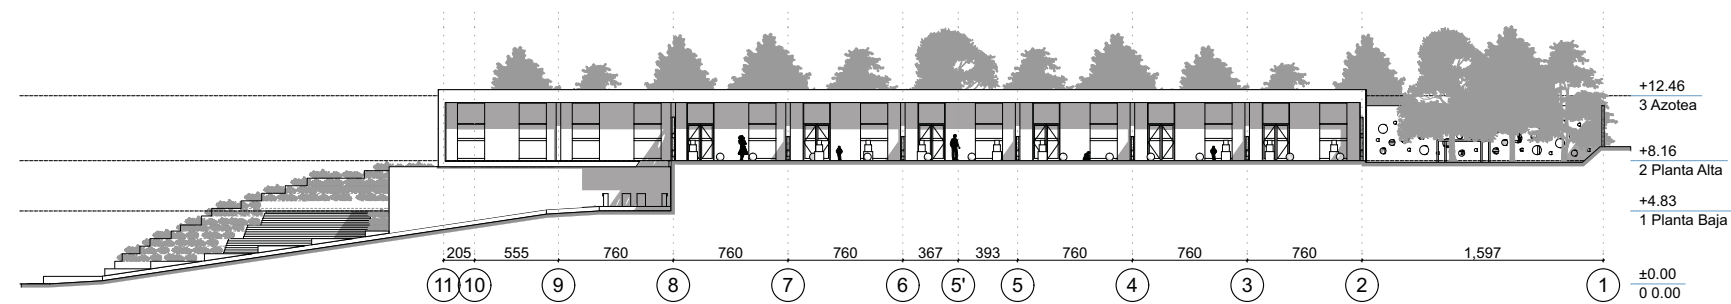 +12.46
3 Azotea
+8.16
2 Planta Alta
+4.83
1 Planta Baja
205 555 760 760 760 367 393 760 760 760 1,597
±0.00
11 10 9 8 7 6 5' 5 4 3 2 1
0 0.00